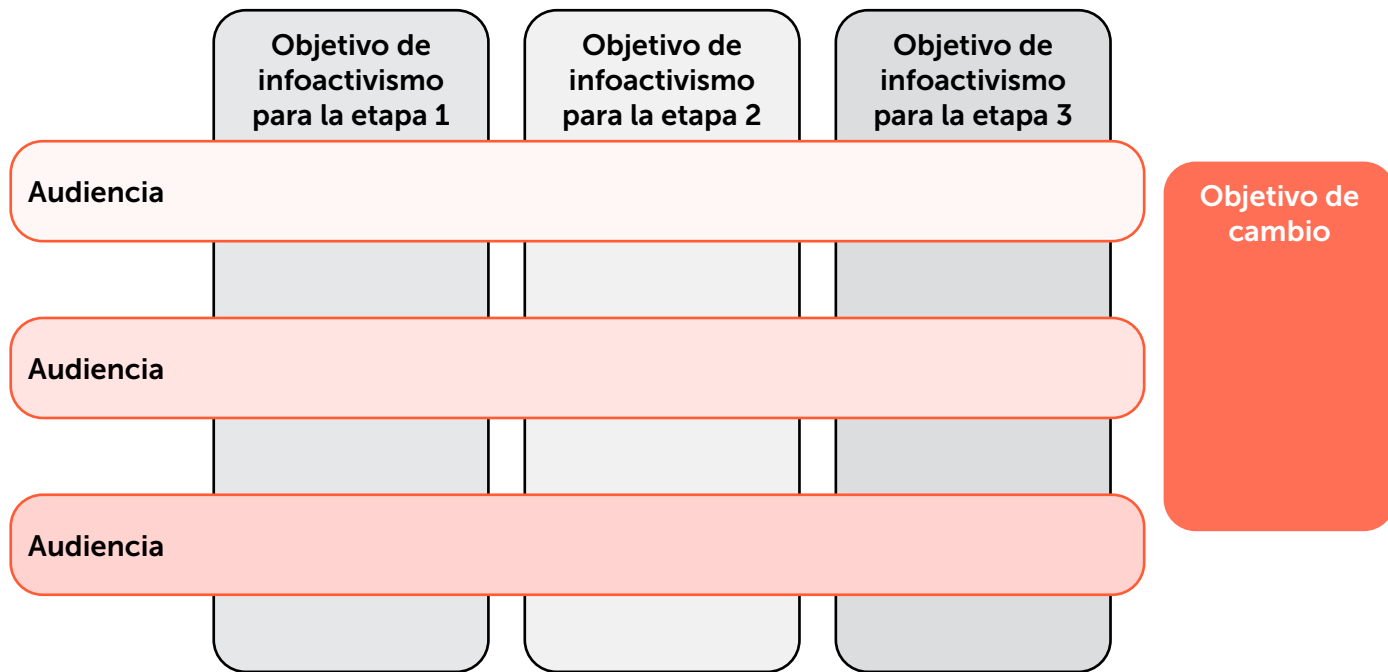 Objetivo de
infoactivismo
para la etapa 1
Objetivo de
infoactivismo
para la etapa 2
Objetivo de
infoactivismo
para la etapa 3
Audiencia
Objetivo de
cambio
Audiencia
Audiencia